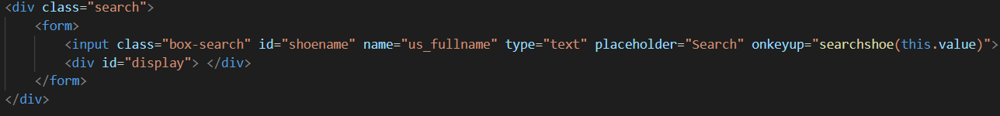 <div class="search">
<form>
<input class="box-search" id="shoename" name="us_fullname" type="text" placeholder="Search" onkeyup="searchshoe(this.value)">
<div id="display"> </div>
</form>
</div>